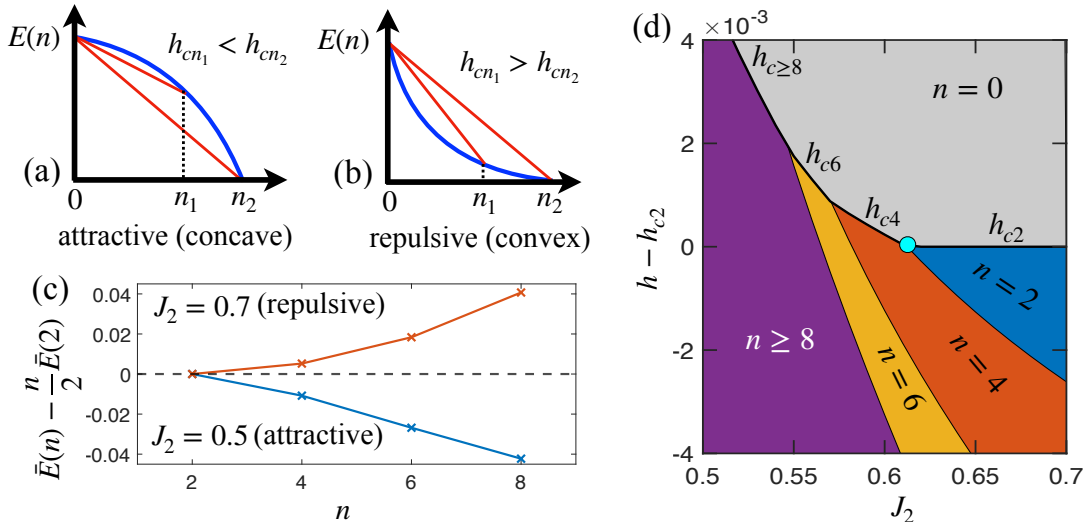 (a)
E(n)
h_{cn_1} < h_{cn_2}
0
n_1
n_2
attractive (concave)
(b)
E(n)
h_{cn_1} > h_{cn_2}
0
n_1
n_2
repulsive (convex)
(c)
Ē(n) − n/2 Ē(2)
0.04
0.02
0
-0.02
-0.04
J_2 = 0.7 (repulsive)
J_2 = 0.5 (attractive)
2
4
6
8
n
(d)
×10^{-3}
h − h_{c2}
4
2
0
-2
-4
h_{c≥8}
n = 0
h_{c6}
h_{c4}
h_{c2}
n = 2
n ≥ 8
n = 6
n = 4
0.5
0.55
0.6
0.65
0.7
J_2